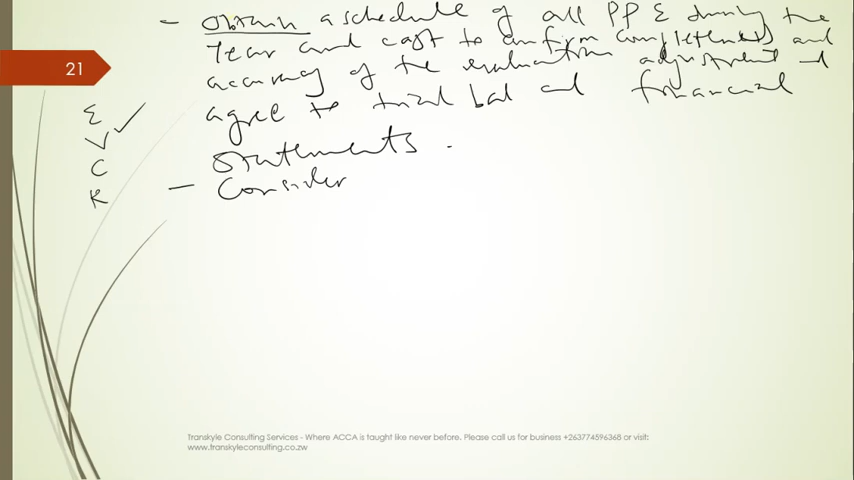 - Obtain a schedule of all PPE during the
Year and cast to confirm completeness and
accuracy of the revaluation adjustment and
agree to trial bal and financial
Statements.
- Consider
21
E
V ✓
C
R
Transkyle Consulting Services - Where ACCA is taught like never before. Please call us for business +263774596368 or visit:
www.transkyleconsulting.co.zw